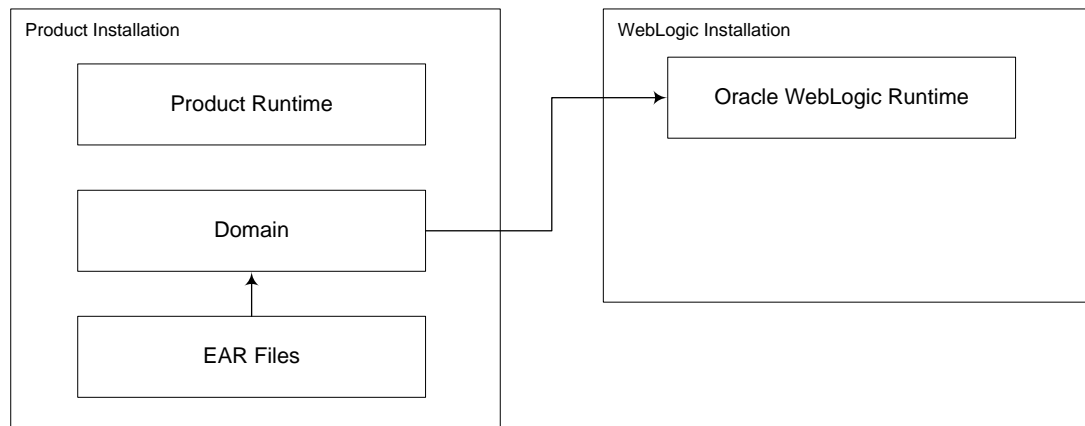 Product Installation
Product Runtime
Domain
EAR Files
WebLogic Installation
Oracle WebLogic Runtime